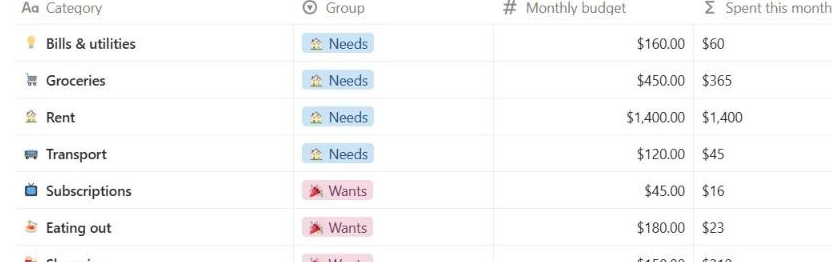 Aa Category Group # Monthly budget Σ Spent this month
Bills & utilities Needs $160.00 $60
Groceries Needs $450.00 $365
Rent Needs $1,400.00 $1,400
Transport Needs $120.00 $45
Subscriptions Wants $45.00 $16
Eating out Wants $180.00 $23